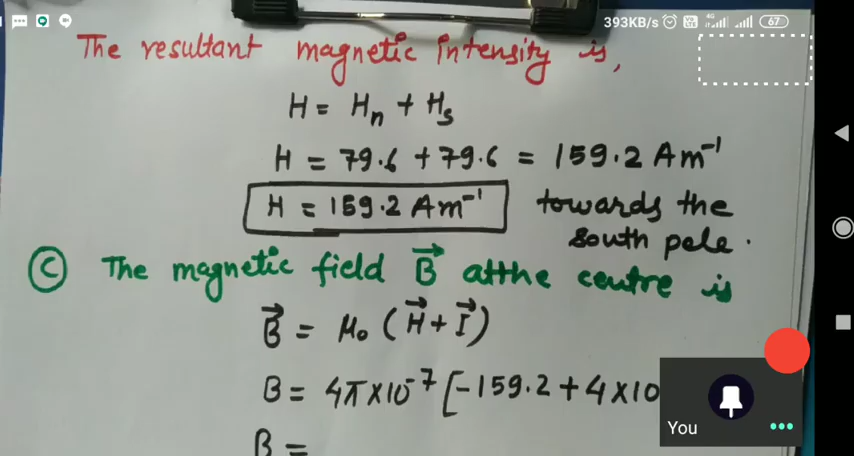 393KB/s 4G 67
The resultant magnetic intensity is,
H = Hn + Hs
H = 79.6 + 79.6 = 159.2 Am⁻¹
H = 159.2 Am⁻¹ towards the
south pole.
Ⓒ The magnetic field B⃗ at the centre is
B⃗ = μ₀ (H⃗ + I⃗)
B = 4π×10⁻⁷ [-159.2 + 4×10
B =
You